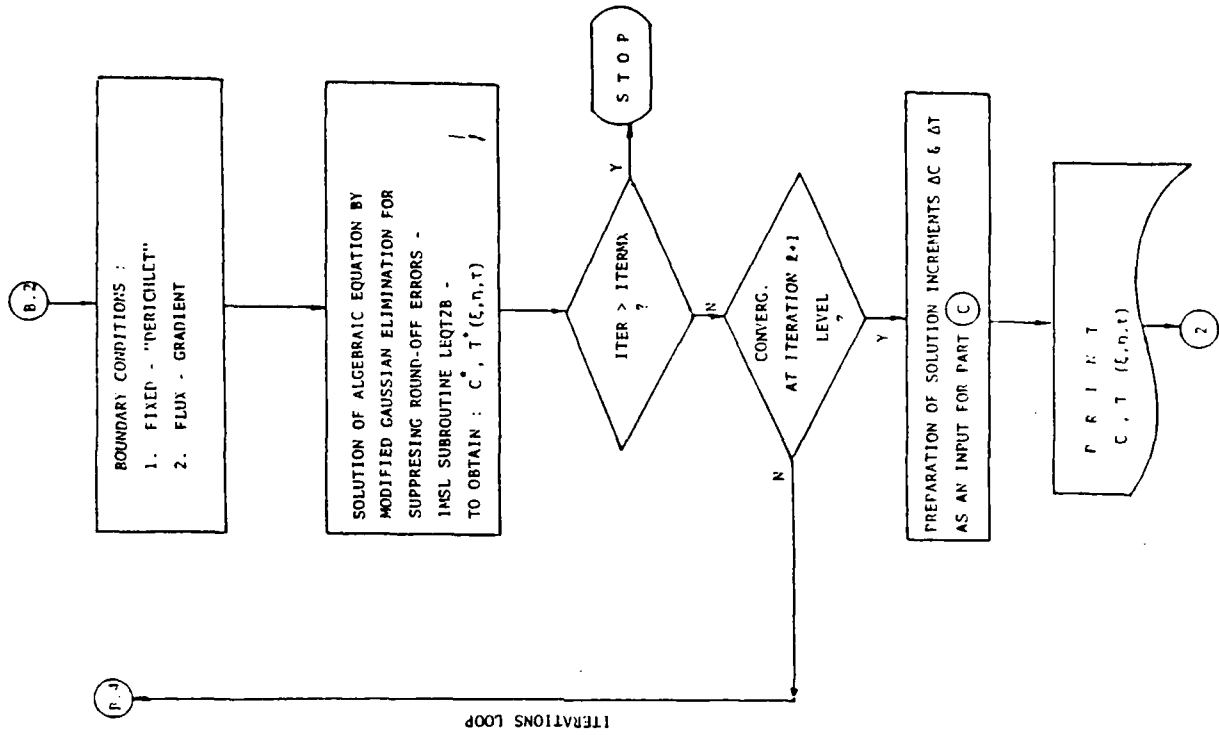 B.2
BOUNDARY CONDITIONS :
1. FIXED - "DERICHLET"
2. FLUX - GRADIENT
SOLUTION OF ALGEBRAIC EQUATION BY
MODIFIED GAUSSIAN ELIMINATION FOR
SUPPRESING ROUND-OFF ERRORS -
IMSL SUBROUTINE LEQT2B -
TO OBTAIN : C*, T*(ξ,η,τ)
ITER > ITERMX
?
Y
S T O P
N
CONVERG.
AT ITERATION ℓ+1
LEVEL
?
N
Y
ITERATIONS LOOP
PREPARATION OF SOLUTION INCREMENTS ΔC & ΔT
AS AN INPUT FOR PART C
P R I N T
C , T (ξ,η,t)
2